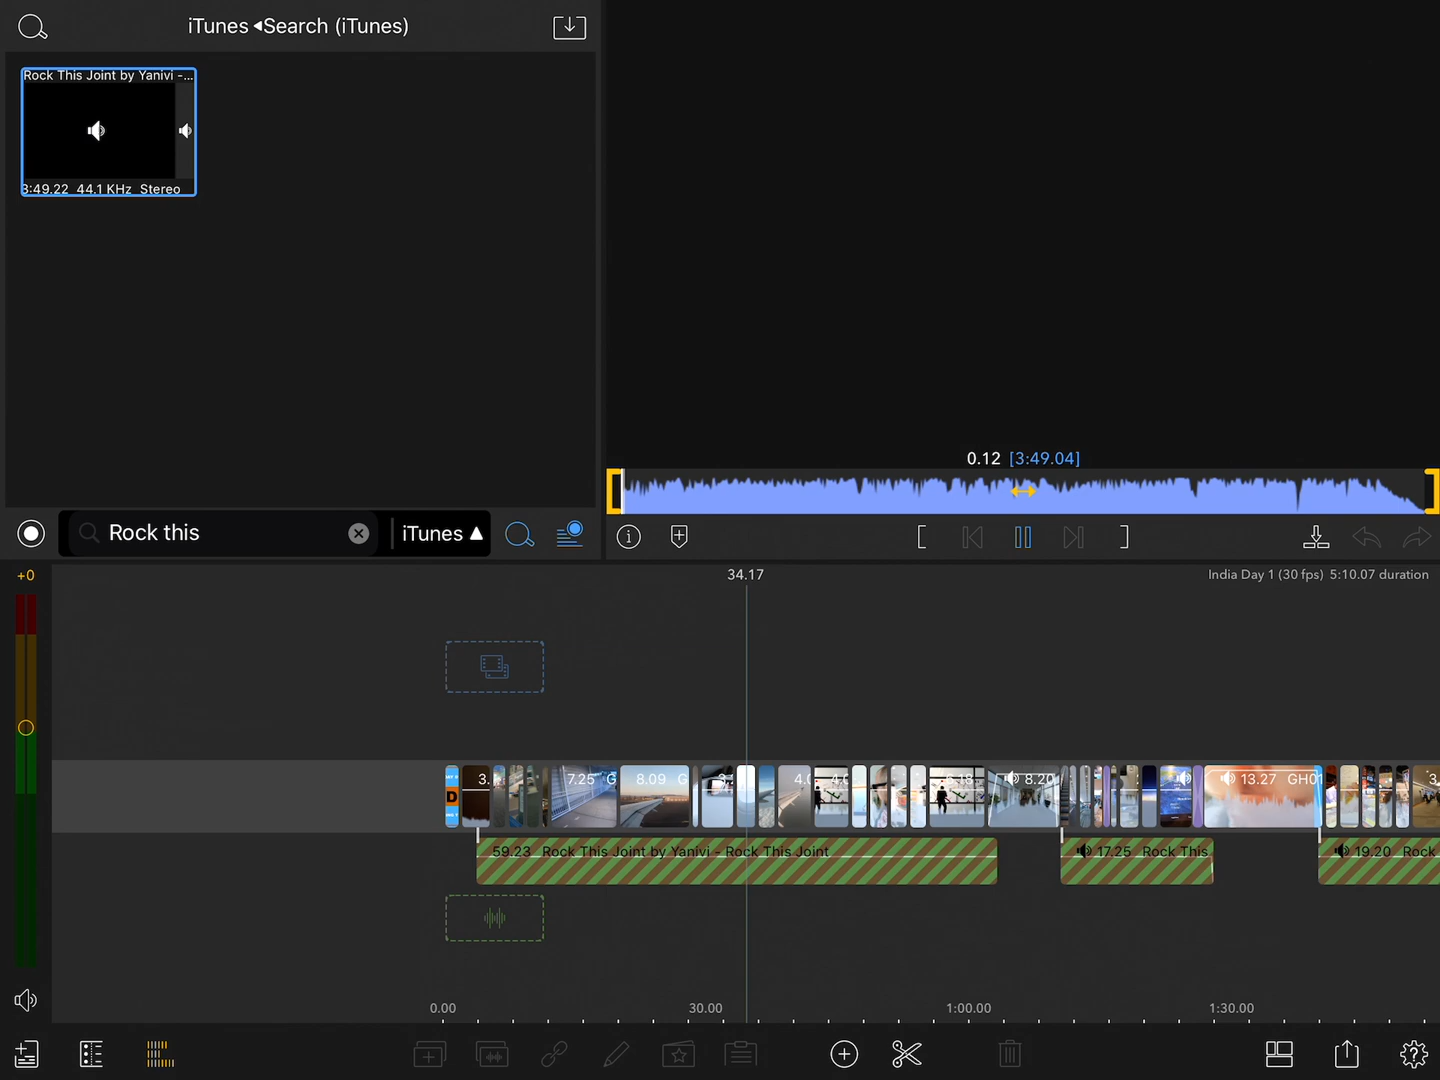 iTunes ◂Search (iTunes)
Rock This Joint by Yanivi -...
3:49.22 44.1 KHz Stereo
Rock this
iTunes ▲
0.12 [3:49.04]
+0
34.17
India Day 1 (30 fps) 5:10.07 duration
3.
7.25 G
8.09 G
4.0
8.20
13.27 GH01
59.23 Rock This Joint by Yanivi - Rock This Joint
17.25 Rock This
19.20 Rock
0.00
30.00
1:00.00
1:30.00